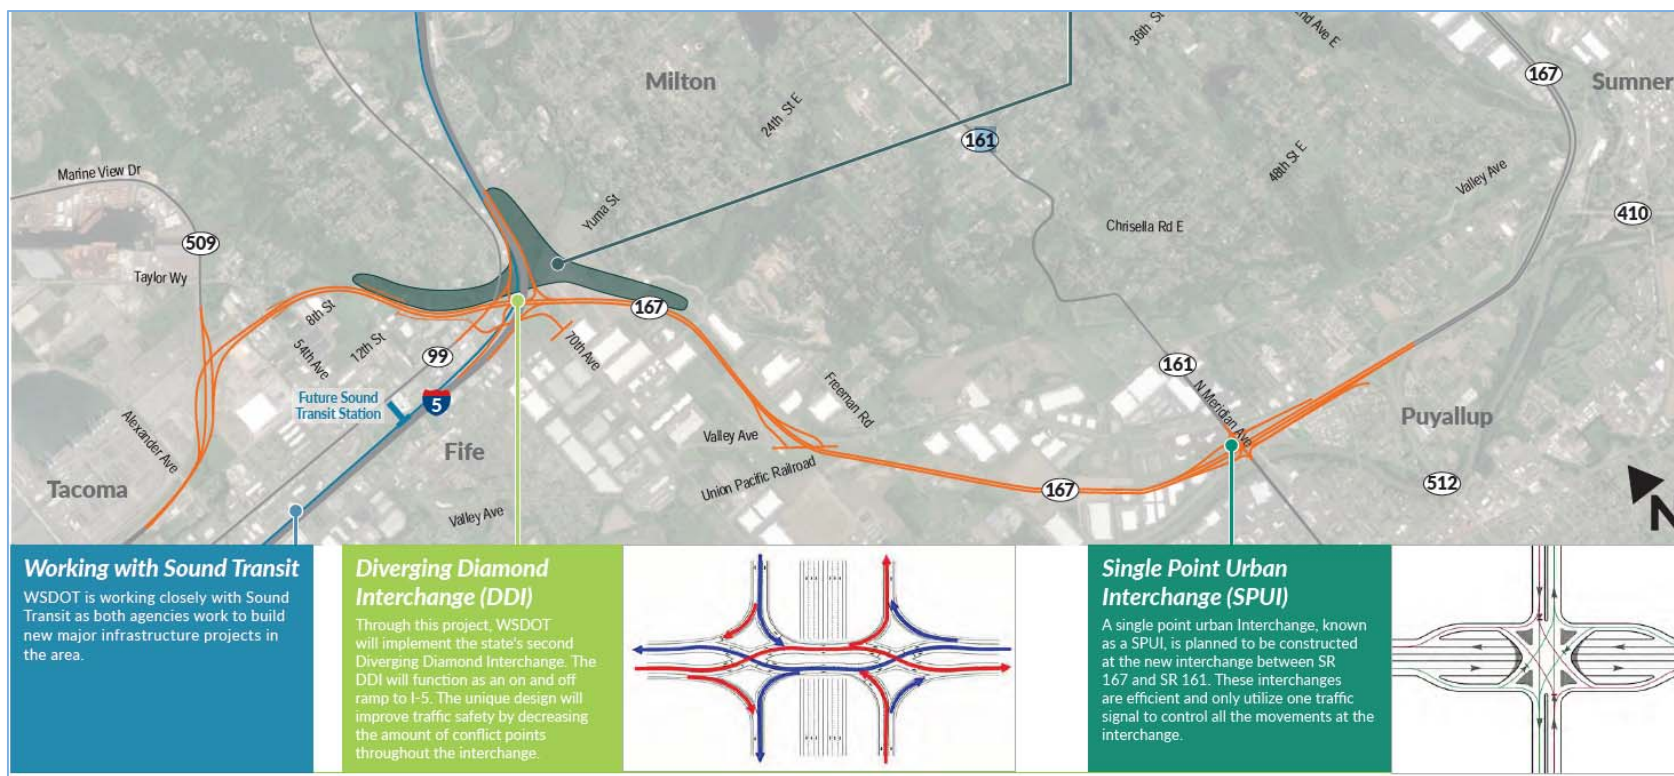 36th St
nd Ave E
167
Sumner
Milton
24th St E
161
48th St E
Valley Ave
Marine View Dr
Yuma St
410
Chrisella Rd E
509
Taylor Wy
8th St
12th St
54th Ave
99
70th Ave
167
161
Future Sound
Transit Station
5
Freeman Rd
N Meridian Ave
Puyallup
Alexander Ave
Fife
Valley Ave
Union Pacific Railroad
Tacoma
Valley Ave
167
512
N
Working with Sound Transit
WSDOT is working closely with Sound
Transit as both agencies work to build
new major infrastructure projects in
the area.
Diverging Diamond
Interchange (DDI)
Through this project, WSDOT
will implement the state's second
Diverging Diamond Interchange. The
DDI will function as an on and off
ramp to I-5. The unique design will
improve traffic safety by decreasing
the amount of conflict points
throughout the interchange.
Single Point Urban
Interchange (SPUI)
A single point urban Interchange, known
as a SPUI, is planned to be constructed
at the new interchange between SR
167 and SR 161. These interchanges
are efficient and only utilize one traffic
signal to control all the movements at the
interchange.